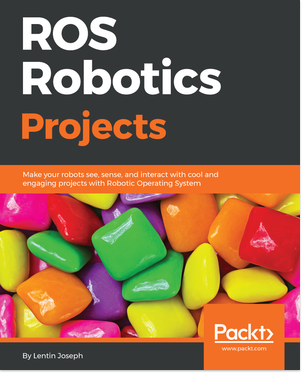 ROS
Robotics
Projects
Make your robots see, sense, and interact with cool and
engaging projects with Robotic Operating System
Packt>
www.packt.com
By Lentin Joseph